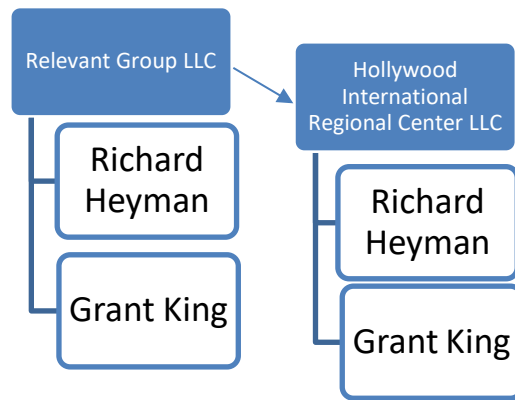 Relevant Group LLC
Richard
Heyman
Grant King
Hollywood
International
Regional Center LLC
Richard
Heyman
Grant King